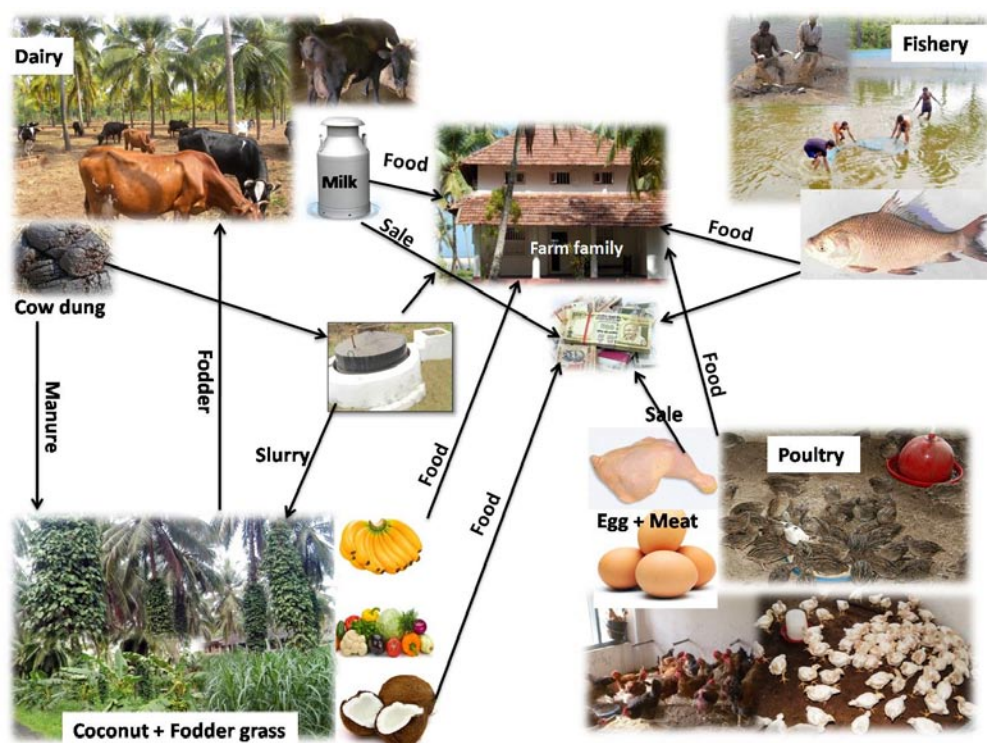 Dairy
Fishery
Food
Milk
Sale
Farm family
Food
Cow dung
Manure
Fodder
Slurry
Food
Food
Food
Sale
Poultry
Egg + Meat
Coconut + Fodder grass